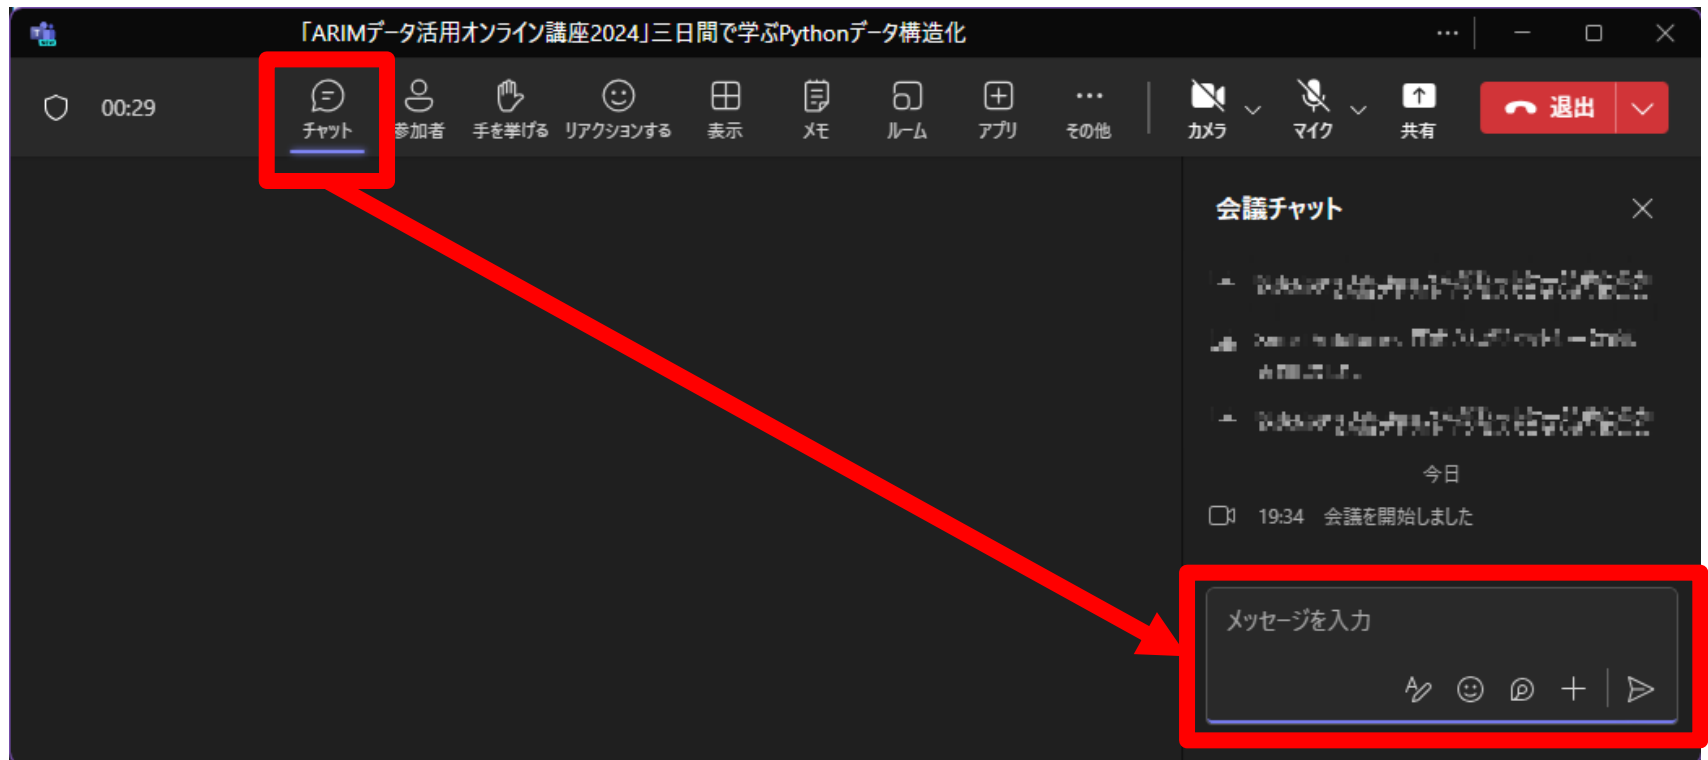 「ARIMデータ活用オンライン講座2024」三日間で学ぶPythonデータ構造化
00:29
チャット
参加者
手を挙げる
リアクションする
表示
メモ
ルーム
アプリ
その他
カメラ
マイク
共有
退出
会議チャット
今日
19:34 会議を開始しました
メッセージを入力